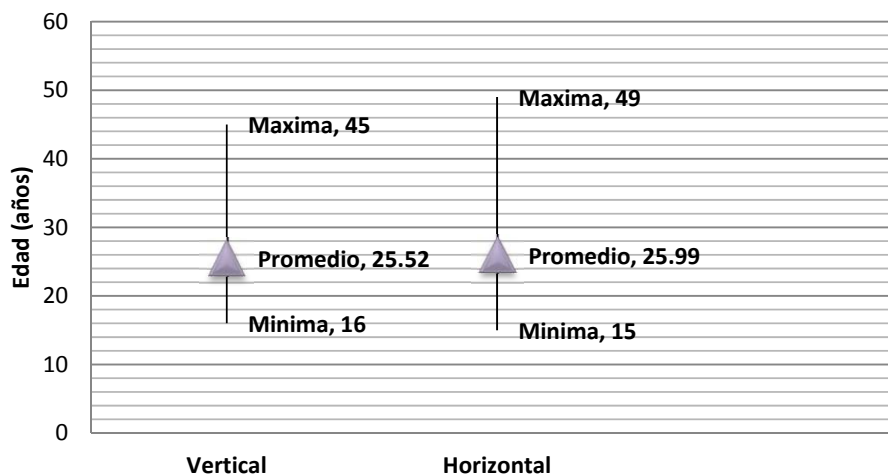 60
50
40
30
20
10
0
Edad (años)
Maxima, 45
Promedio, 25.52
Minima, 16
Maxima, 49
Promedio, 25.99
Minima, 15
Vertical
Horizontal